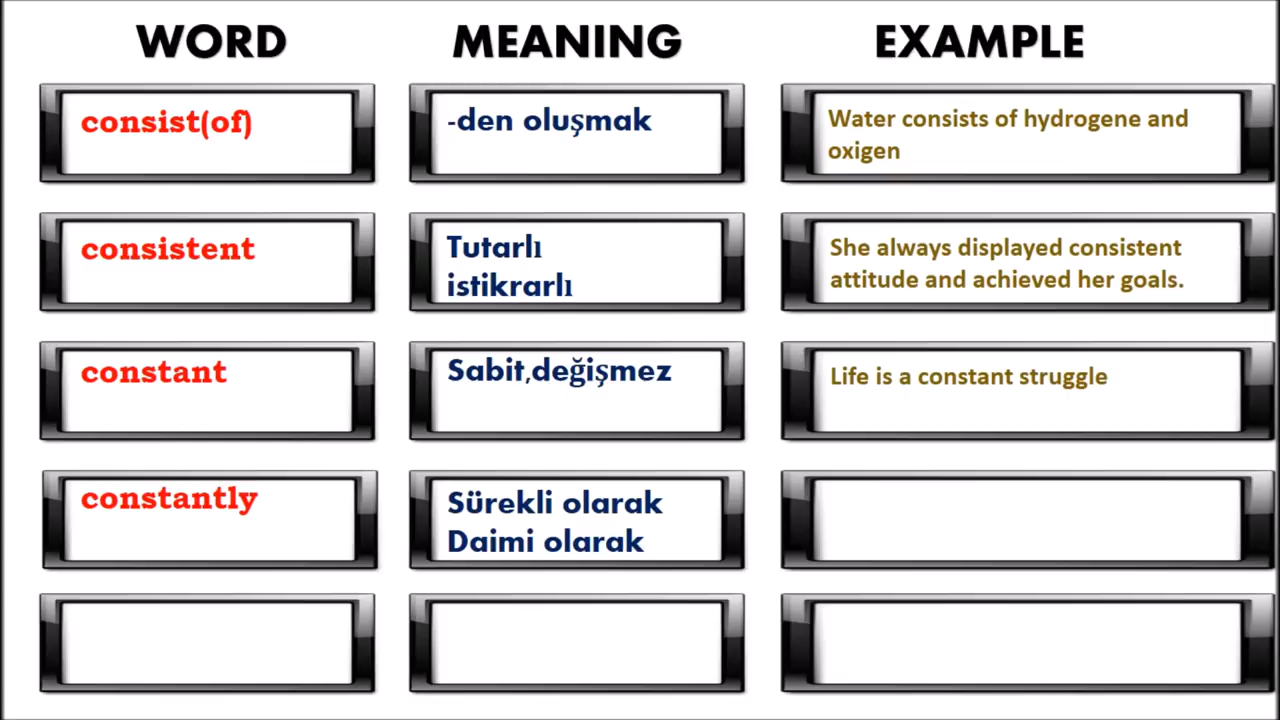 WORD MEANING EXAMPLE
consist(of)
-den oluşmak
Water consists of hydrogene and
oxigen
consistent
Tutarlı
istikrarlı
She always displayed consistent
attitude and achieved her goals.
constant
Sabit,değişmez
Life is a constant struggle
constantly
Sürekli olarak
Daimi olarak